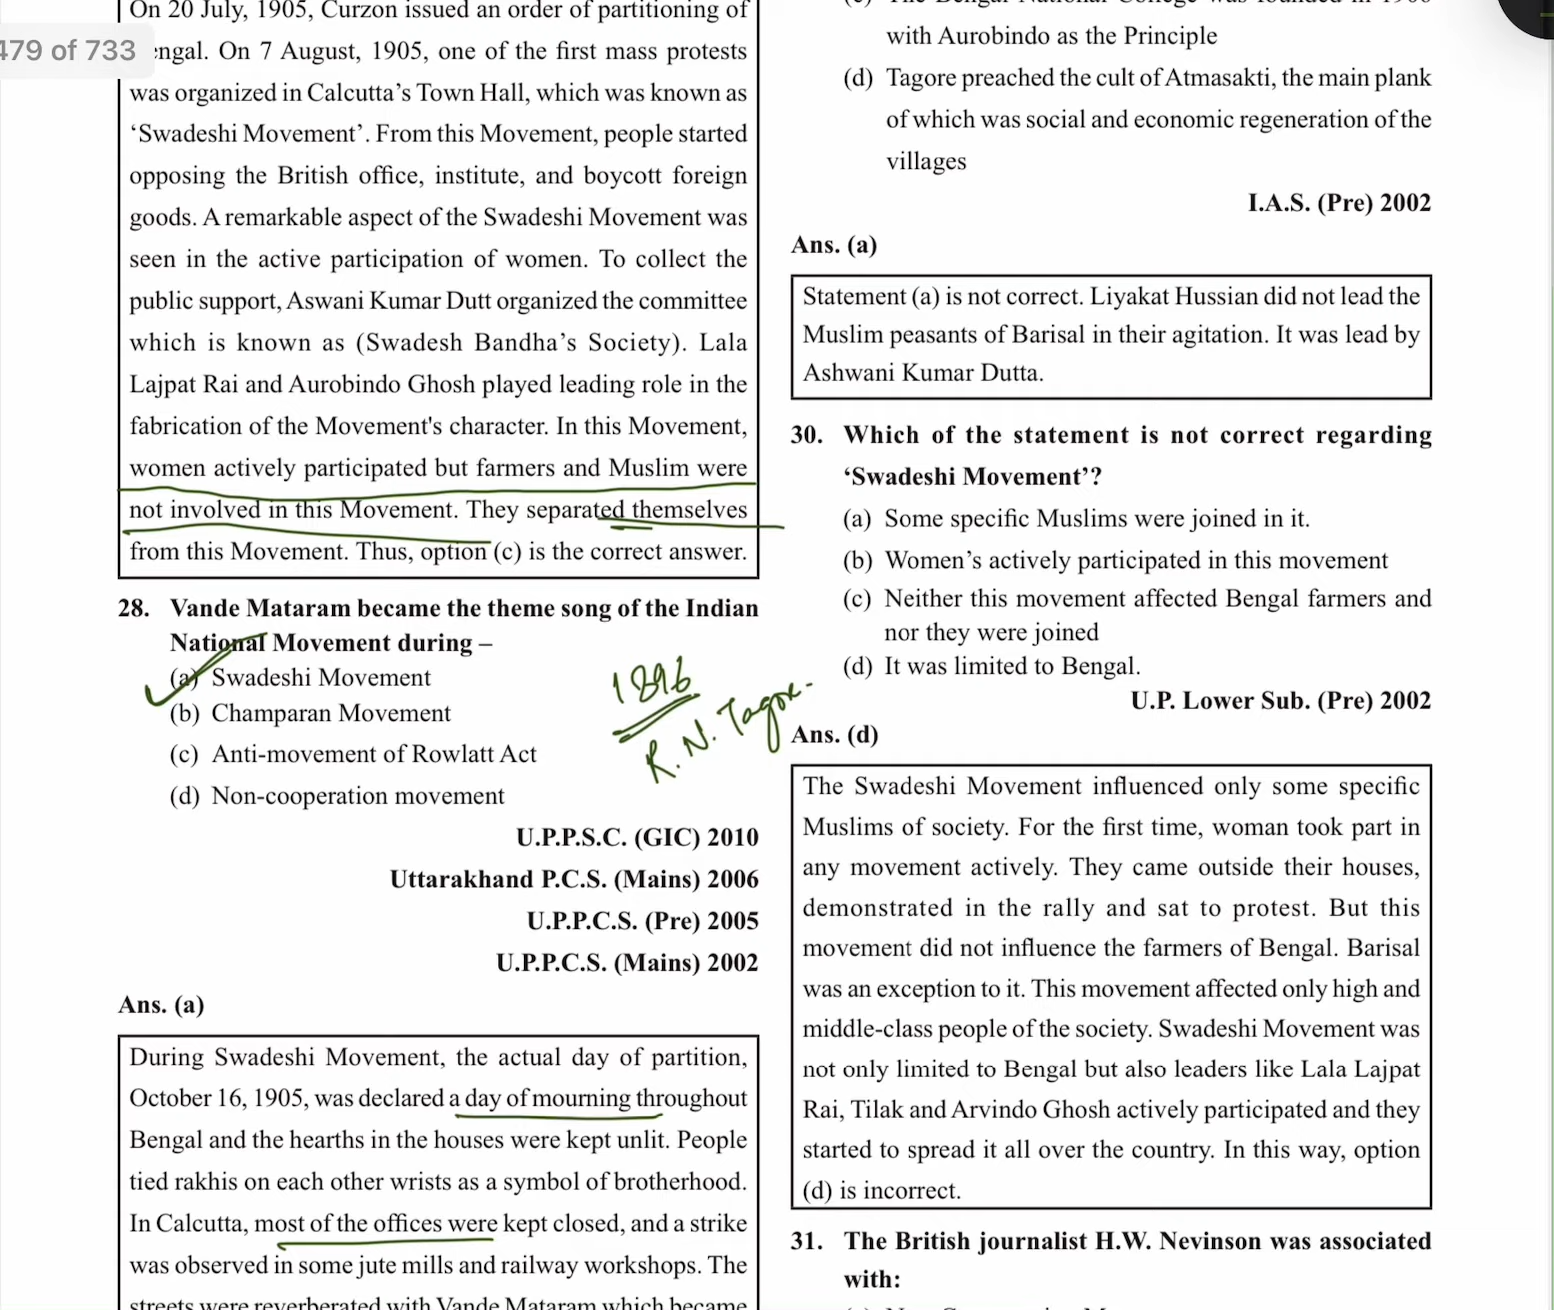 On 20 July, 1905, Curzon issued an order of partitioning of
479 of 733
engal. On 7 August, 1905, one of the first mass protests
was organized in Calcutta’s Town Hall, which was known as
‘Swadeshi Movement’. From this Movement, people started
opposing the British office, institute, and boycott foreign
goods. A remarkable aspect of the Swadeshi Movement was
seen in the active participation of women. To collect the
public support, Aswani Kumar Dutt organized the committee
which is known as (Swadesh Bandha’s Society). Lala
Lajpat Rai and Aurobindo Ghosh played leading role in the
fabrication of the Movement's character. In this Movement,
women actively participated but farmers and Muslim were
not involved in this Movement. They separated themselves
from this Movement. Thus, option (c) is the correct answer.
28. Vande Mataram became the theme song of the Indian
National Movement during –
(a) Swadeshi Movement
(b) Champaran Movement
(c) Anti-movement of Rowlatt Act
(d) Non-cooperation movement
1896
R. N. Tagore
U.P.P.S.C. (GIC) 2010
Uttarakhand P.C.S. (Mains) 2006
U.P.P.C.S. (Pre) 2005
U.P.P.C.S. (Mains) 2002
Ans. (a)
During Swadeshi Movement, the actual day of partition,
October 16, 1905, was declared a day of mourning throughout
Bengal and the hearths in the houses were kept unlit. People
tied rakhis on each other wrists as a symbol of brotherhood.
In Calcutta, most of the offices were kept closed, and a strike
was observed in some jute mills and railway workshops. The
streets were reverberated with Vande Mataram which became
(c) The Bengal National College was founded in 1906
with Aurobindo as the Principle
(d) Tagore preached the cult of Atmasakti, the main plank
of which was social and economic regeneration of the
villages
I.A.S. (Pre) 2002
Ans. (a)
Statement (a) is not correct. Liyakat Hussian did not lead the
Muslim peasants of Barisal in their agitation. It was lead by
Ashwani Kumar Dutta.
30. Which of the statement is not correct regarding
‘Swadeshi Movement’?
(a) Some specific Muslims were joined in it.
(b) Women’s actively participated in this movement
(c) Neither this movement affected Bengal farmers and
nor they were joined
(d) It was limited to Bengal.
U.P. Lower Sub. (Pre) 2002
Ans. (d)
The Swadeshi Movement influenced only some specific
Muslims of society. For the first time, woman took part in
any movement actively. They came outside their houses,
demonstrated in the rally and sat to protest. But this
movement did not influence the farmers of Bengal. Barisal
was an exception to it. This movement affected only high and
middle-class people of the society. Swadeshi Movement was
not only limited to Bengal but also leaders like Lala Lajpat
Rai, Tilak and Arvindo Ghosh actively participated and they
started to spread it all over the country. In this way, option
(d) is incorrect.
31. The British journalist H.W. Nevinson was associated
with: